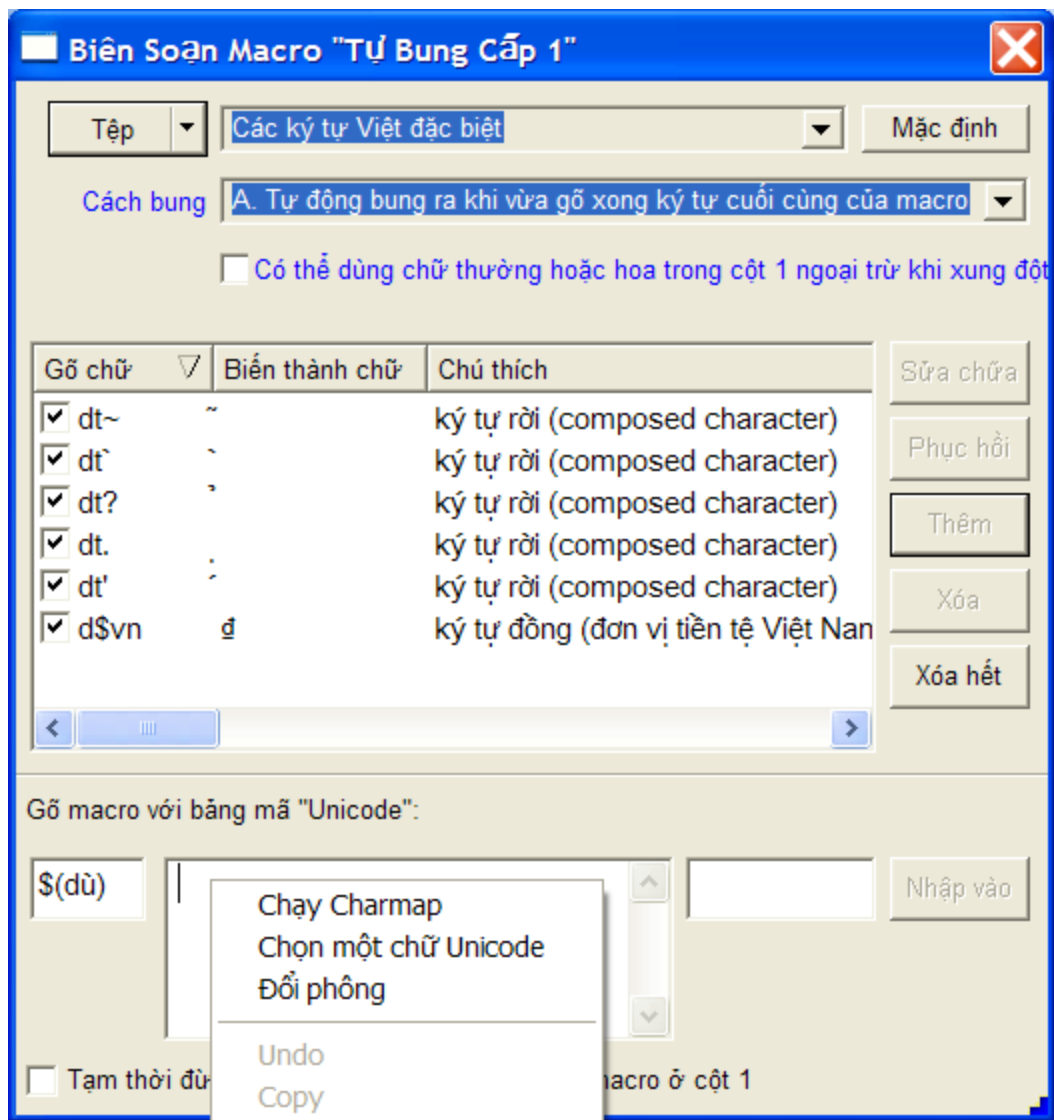 Biên Soạn Macro "Tự Bung Cấp 1"
Tệp Các ký tự Việt đặc biệt Mặc định
Cách bung A. Tự động bung ra khi vừa gõ xong ký tự cuối cùng của macro
Có thể dùng chữ thường hoặc hoa trong cột 1 ngoại trừ khi xung đột
Gõ chữ Biến thành chữ Chú thích Sửa chữa
dt~ ˜ ký tự rời (composed character)
dt` ` ký tự rời (composed character) Phục hồi
dt? ̉ ký tự rời (composed character)
Thêm
dt. ̣ ký tự rời (composed character)
dt' ́ ký tự rời (composed character) Xóa
d$vn ₫ ký tự đồng (đơn vị tiền tệ Việt Nan
Xóa hết
Gõ macro với bảng mã "Unicode":
$(dù) Nhập vào
Chạy Charmap
Chọn một chữ Unicode
Đổi phông
Undo
Tạm thời đừ acro ở cột 1
Copy